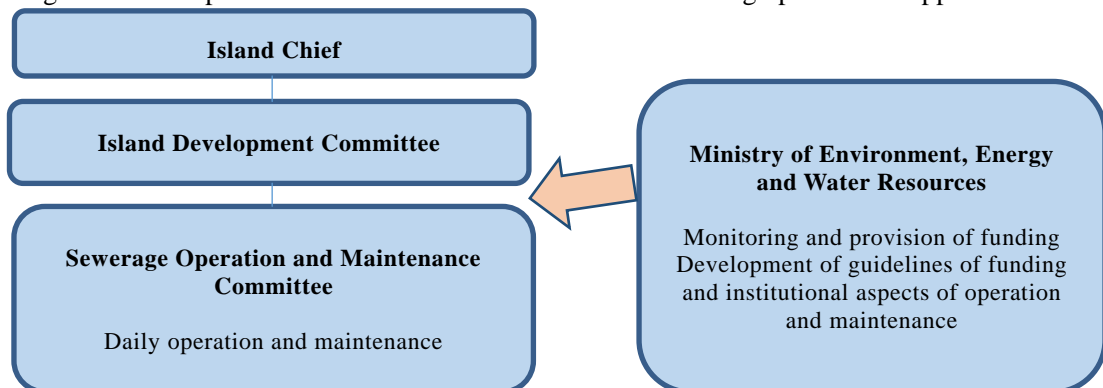 Island Chief
Island Development Committee
Sewerage Operation and Maintenance
Committee
Daily operation and maintenance
Ministry of Environment, Energy
and Water Resources
Monitoring and provision of funding
Development of guidelines of funding
and institutional aspects of operation
and maintenance